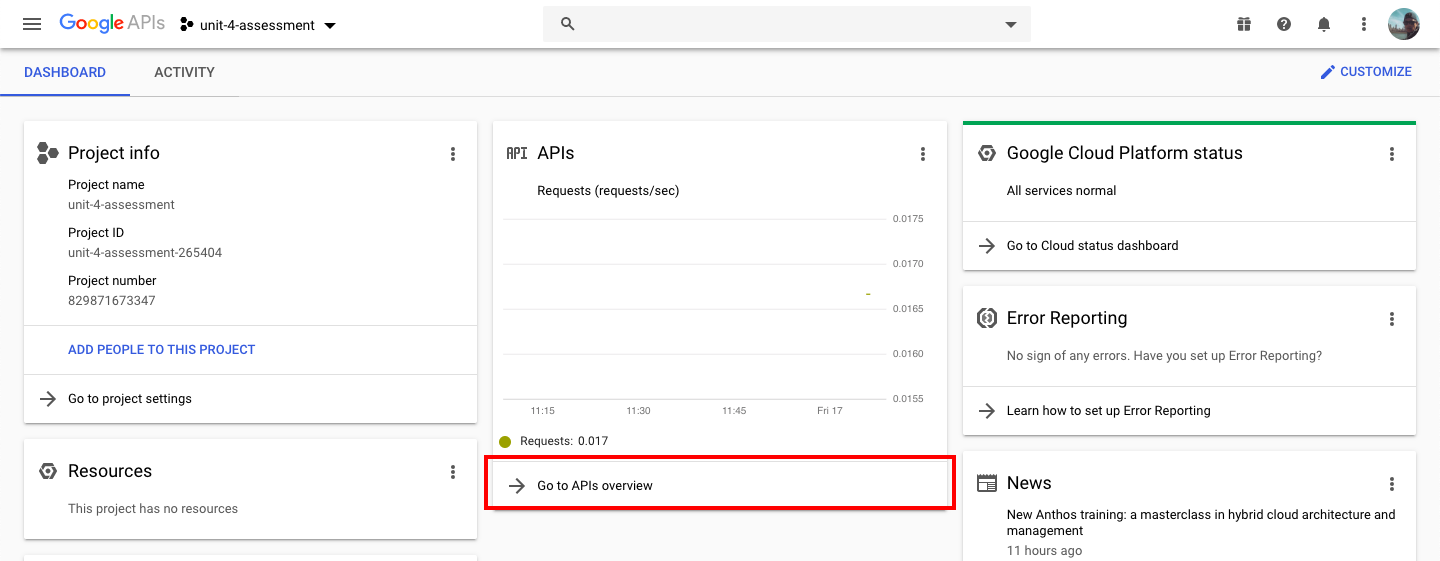 Google APIs
unit-4-assessment
DASHBOARD
ACTIVITY
CUSTOMIZE
Project info
Project name
unit-4-assessment
Project ID
unit-4-assessment-265404
Project number
829871673347
ADD PEOPLE TO THIS PROJECT
Go to project settings
Resources
This project has no resources
API APIs
Requests (requests/sec)
0.0175
0.0170
0.0165
0.0160
0.0155
11:15 11:30 11:45 Fri 17
Requests: 0.017
Go to APIs overview
Google Cloud Platform status
All services normal
Go to Cloud status dashboard
Error Reporting
No sign of any errors. Have you set up Error Reporting?
Learn how to set up Error Reporting
News
New Anthos training: a masterclass in hybrid cloud architecture and
management
11 hours ago